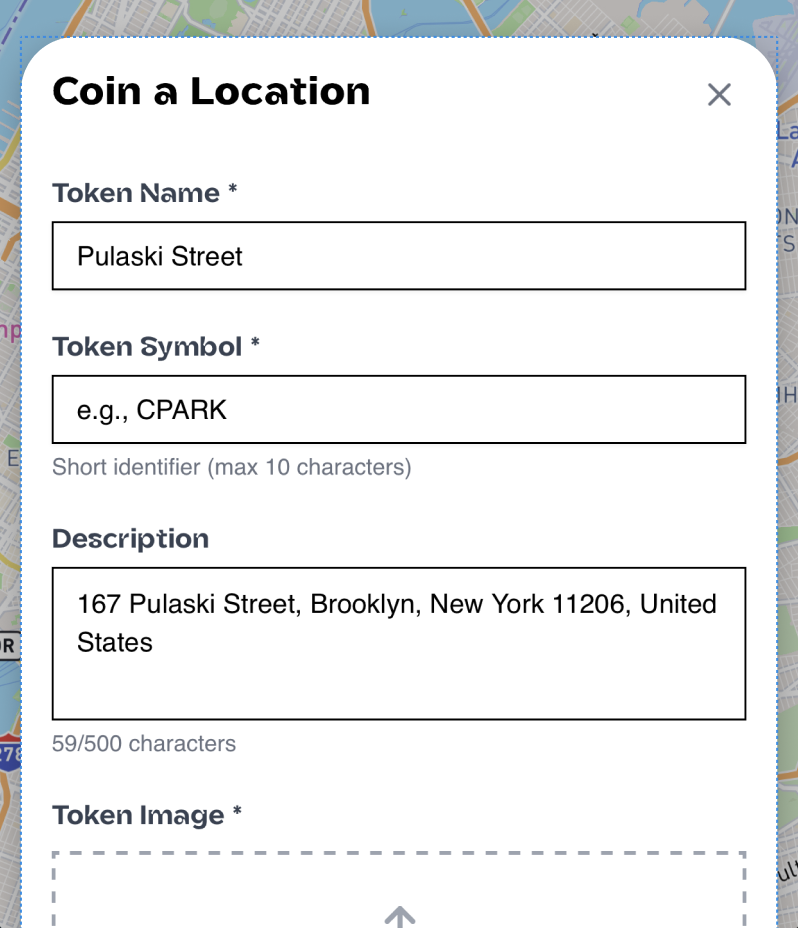 Coin a Location
Token Name *
Pulaski Street
Token Symbol *
e.g., CPARK
Short identifier (max 10 characters)
Description
167 Pulaski Street, Brooklyn, New York 11206, United
States
59/500 characters
Token Image *